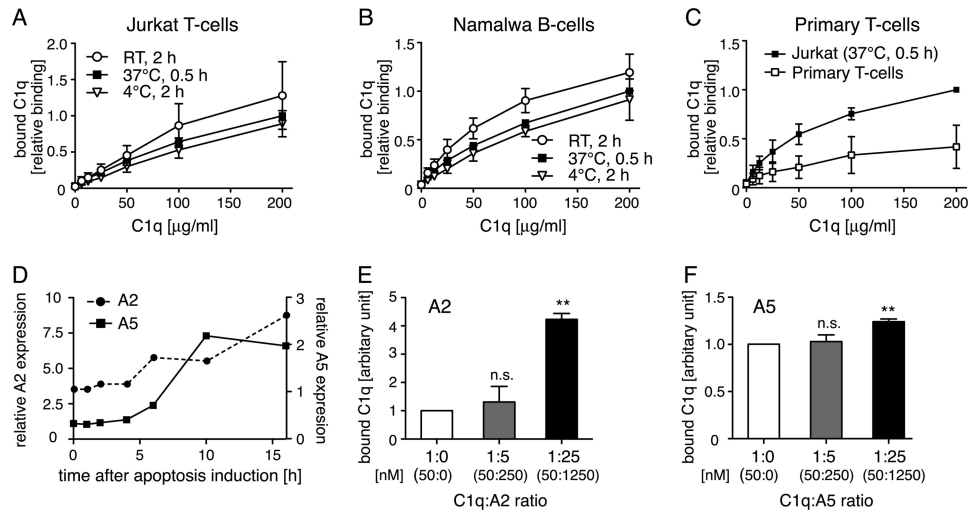 A
Jurkat T-cells
bound C1q
[relative binding]
2.0
1.5
1.0
0.5
0
RT, 2 h
37°C, 0.5 h
4°C, 2 h
0 50 100 150 200
C1q [µg/ml]
B
Namalwa B-cells
bound C1q
[relative binding]
1.5
1.0
0.5
0
RT, 2 h
37°C, 0.5 h
4°C, 2 h
0 50 100 150 200
C1q [µg/ml]
C
Primary T-cells
bound C1q
[relative binding]
1.5
1.0
0.5
0
Jurkat (37°C, 0.5 h)
Primary T-cells
0 50 100 150 200
C1q [µg/ml]
D
relative A2 expression
10
7.5
5.0
2.5
0
A2
A5
3
2
1
0
relative A5 expresion
0 5 10 15
time after apoptosis induction [h]
E
bound C1q [arbitary unit]
5
4
3
2
1
0
A2
n.s.
**
1:0 1:5 1:25
[nM] (50:0) (50:250) (50:1250)
C1q:A2 ratio
F
bound C1q [arbitary unit]
1.5
1.0
0.5
0
A5
n.s.
**
1:0 1:5 1:25
[nM] (50:0) (50:250) (50:1250)
C1q:A5 ratio